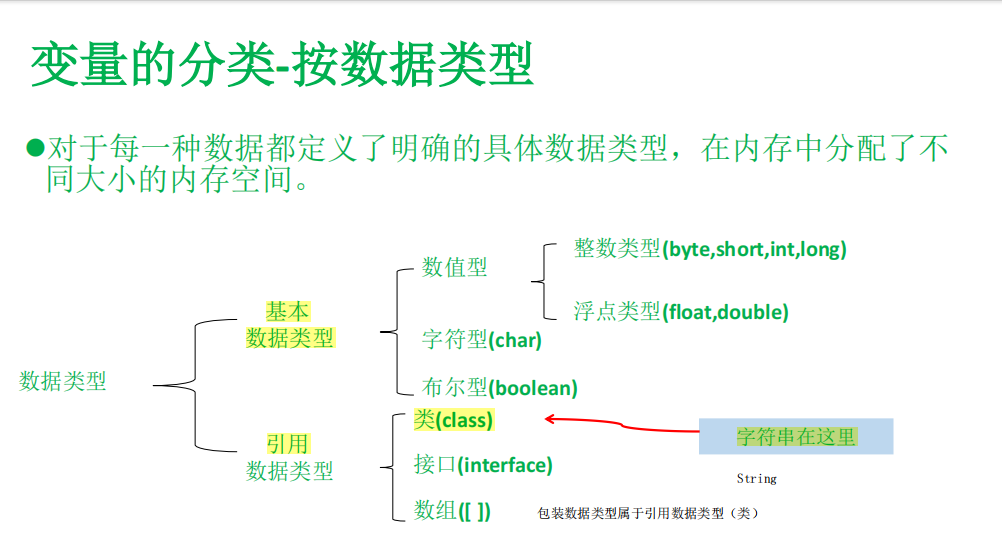 变量的分类-按数据类型
●对于每一种数据都定义了明确的具体数据类型，在内存中分配了不
同大小的内存空间。
数据类型
基本
数据类型
数值型
整数类型(byte,short,int,long)
浮点类型(float,double)
字符型(char)
布尔型(boolean)
引用
数据类型
类(class)
字符串在这里
String
接口(interface)
数组([ ])
包装数据类型属于引用数据类型（类）